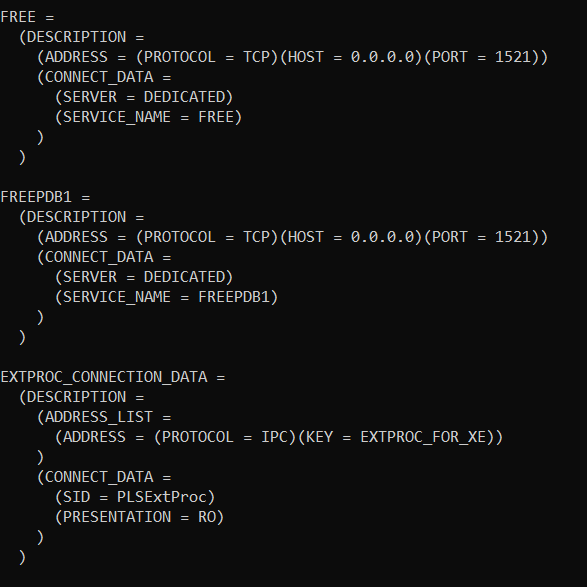 FREE =
  (DESCRIPTION =
    (ADDRESS = (PROTOCOL = TCP)(HOST = 0.0.0.0)(PORT = 1521))
    (CONNECT_DATA =
      (SERVER = DEDICATED)
      (SERVICE_NAME = FREE)
    )
  )

FREEPDB1 =
  (DESCRIPTION =
    (ADDRESS = (PROTOCOL = TCP)(HOST = 0.0.0.0)(PORT = 1521))
    (CONNECT_DATA =
      (SERVER = DEDICATED)
      (SERVICE_NAME = FREEPDB1)
    )
  )

EXTPROC_CONNECTION_DATA =
  (DESCRIPTION =
    (ADDRESS_LIST =
      (ADDRESS = (PROTOCOL = IPC)(KEY = EXTPROC_FOR_XE))
    )
    (CONNECT_DATA =
      (SID = PLSExtProc)
      (PRESENTATION = RO)
    )
  )